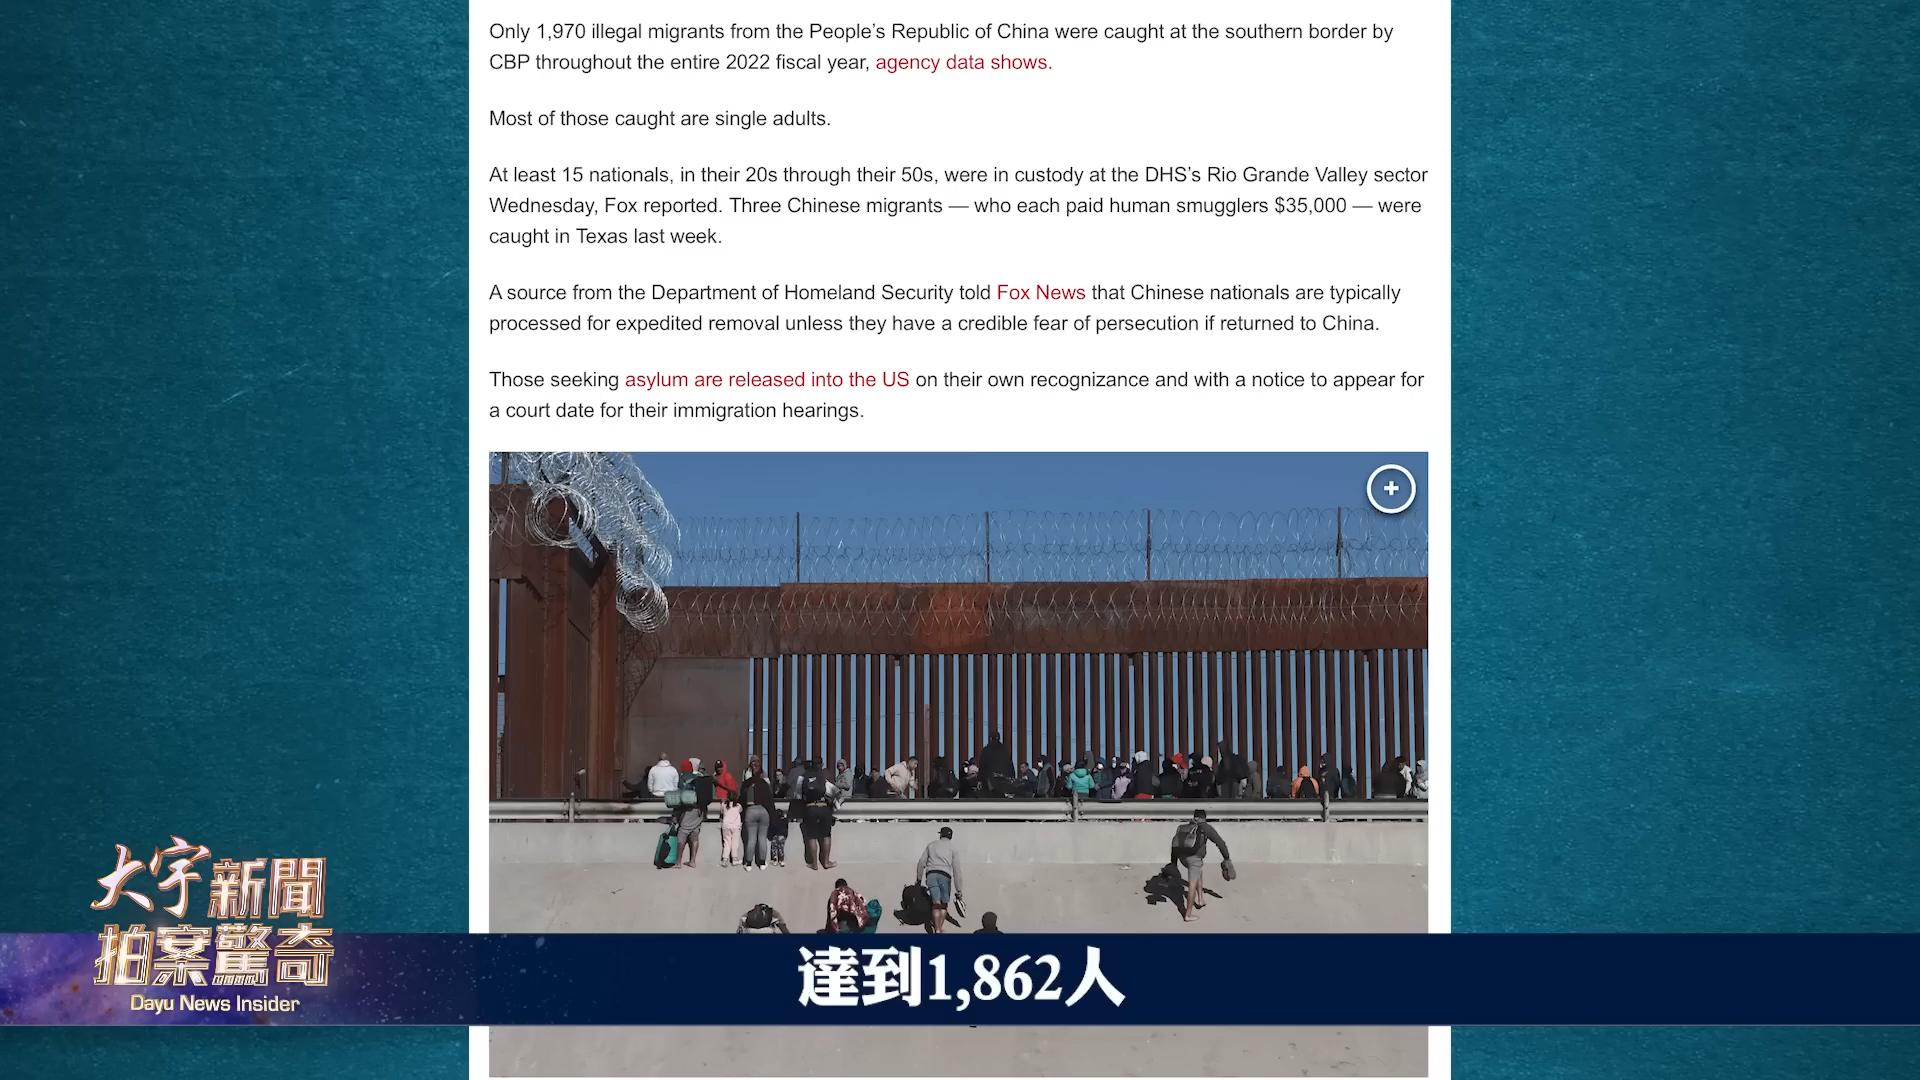 Only 1,970 illegal migrants from the People’s Republic of China were caught at the southern border by
CBP throughout the entire 2022 fiscal year, agency data shows.
Most of those caught are single adults.
At least 15 nationals, in their 20s through their 50s, were in custody at the DHS’s Rio Grande Valley sector
Wednesday, Fox reported. Three Chinese migrants — who each paid human smugglers $35,000 — were
caught in Texas last week.
A source from the Department of Homeland Security told Fox News that Chinese nationals are typically
processed for expedited removal unless they have a credible fear of persecution if returned to China.
Those seeking asylum are released into the US on their own recognizance and with a notice to appear for
a court date for their immigration hearings.
大宇新聞
拍案驚奇
Dayu News Insider
達到1,862人